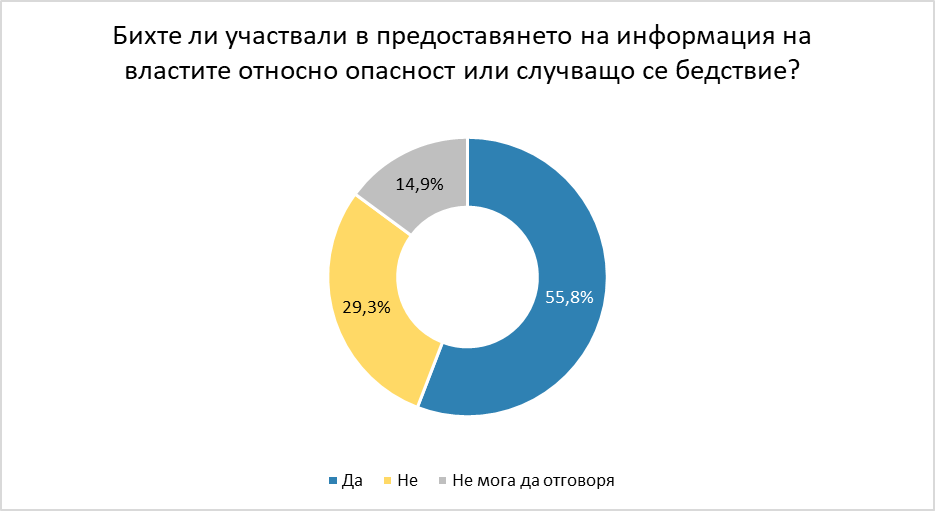 Бихте ли участвали в предоставянето на информация на
властите относно опасност или случващо се бедствие?
14,9%
55,8%
29,3%
Да Не Не мога да отговоря